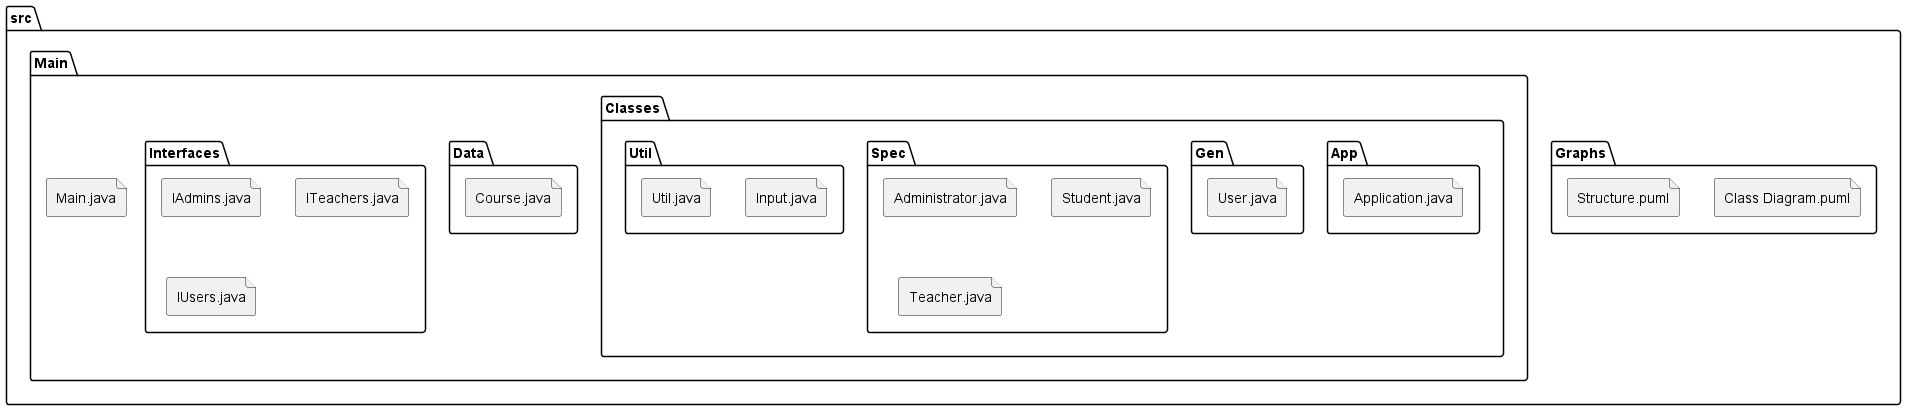 src
Main
Classes
Interfaces
Data
Util
Spec
Gen
App
Graphs
Main.java
IAdmins.java
ITeachers.java
Course.java
Util.java
Input.java
Administrator.java
Student.java
User.java
Application.java
Structure.puml
Class Diagram.puml
IUsers.java
Teacher.java